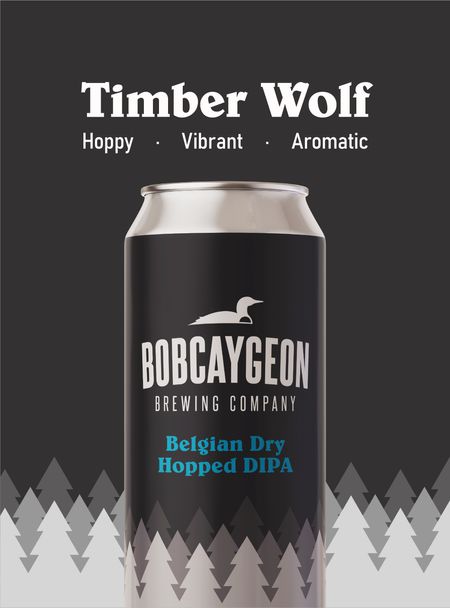 Timber Wolf
Hoppy · Vibrant · Aromatic
BOBCAYGEON
BREWING COMPANY
Belgian Dry
Hopped DIPA